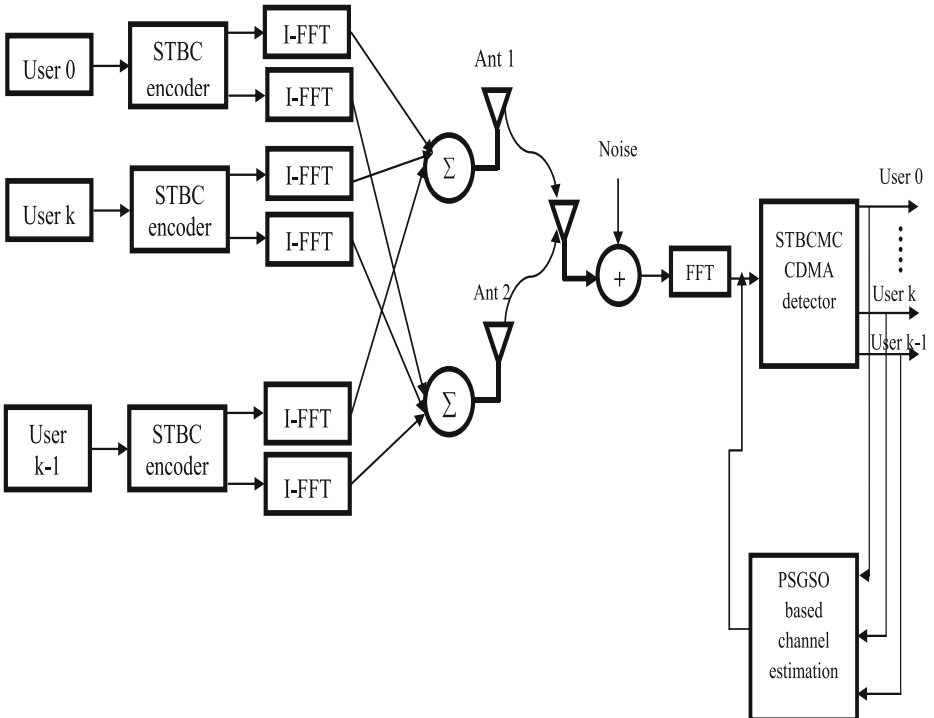 User 0
STBC
encoder
I-FFT
I-FFT
User k
STBC
encoder
I-FFT
I-FFT
User
k-1
STBC
encoder
I-FFT
I-FFT
Σ
Σ
Ant 1
Ant 2
Noise
+
FFT
STBCMC
CDMA
detector
User 0
User k
User k-1
PSGSO
based
channel
estimation